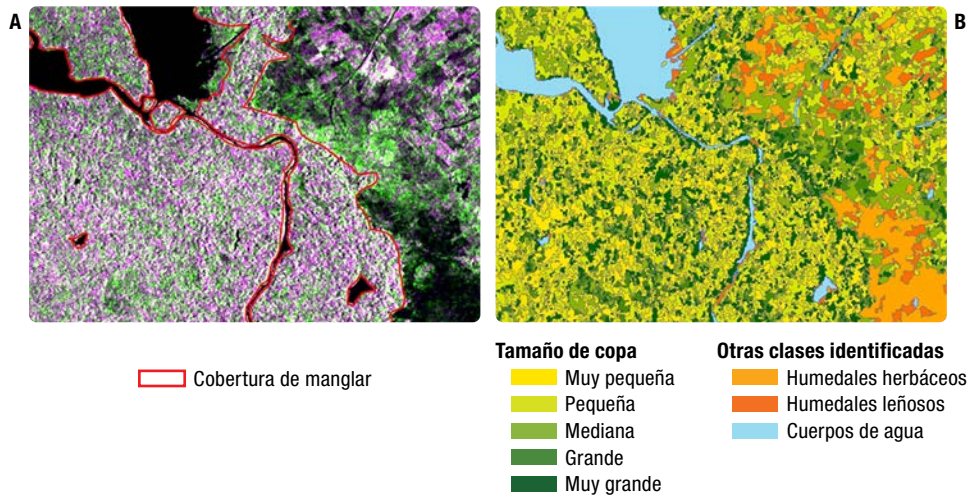 A
B
Cobertura de manglar
Tamaño de copa
Muy pequeña
Pequeña
Mediana
Grande
Muy grande
Otras clases identificadas
Humedales herbáceos
Humedales leñosos
Cuerpos de agua